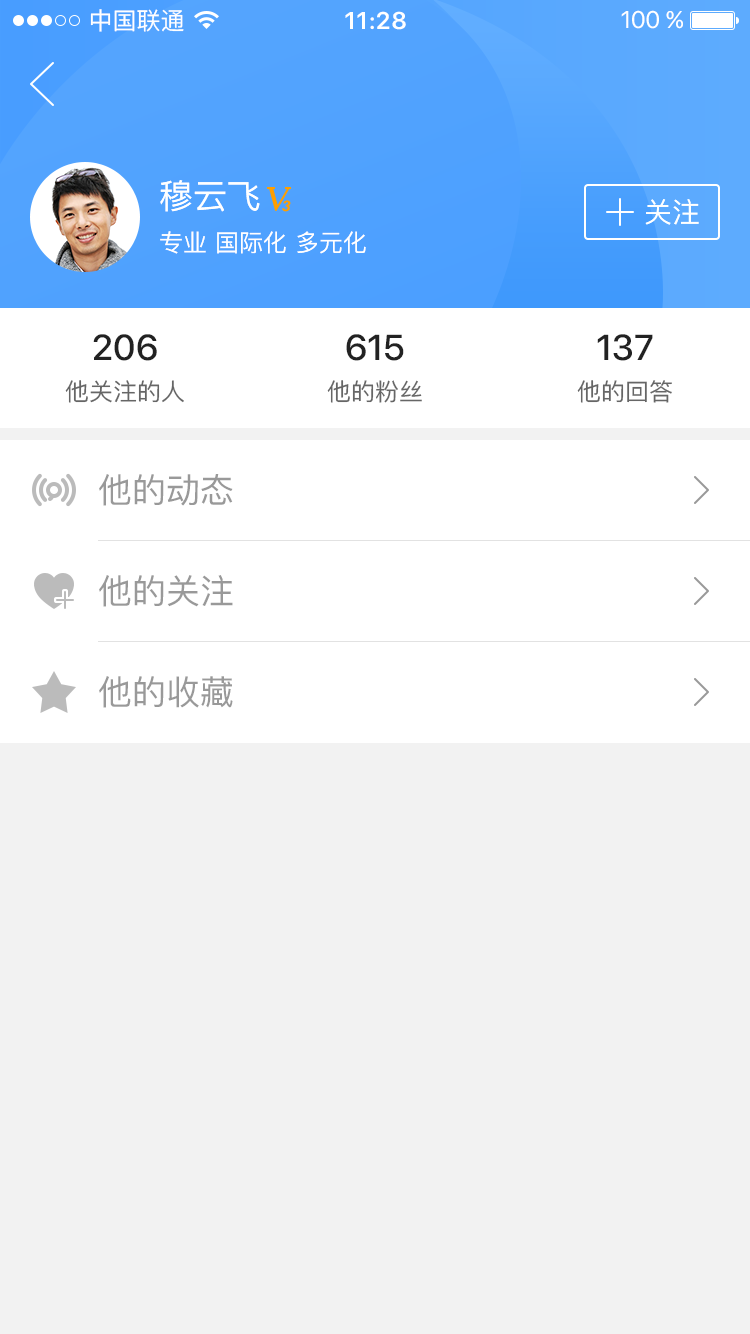 中国联通 11:28 100 %
穆云飞 V3
专业 国际化 多元化
关注
206 615 137
他关注的人 他的粉丝 他的回答
他的动态
他的关注
他的收藏